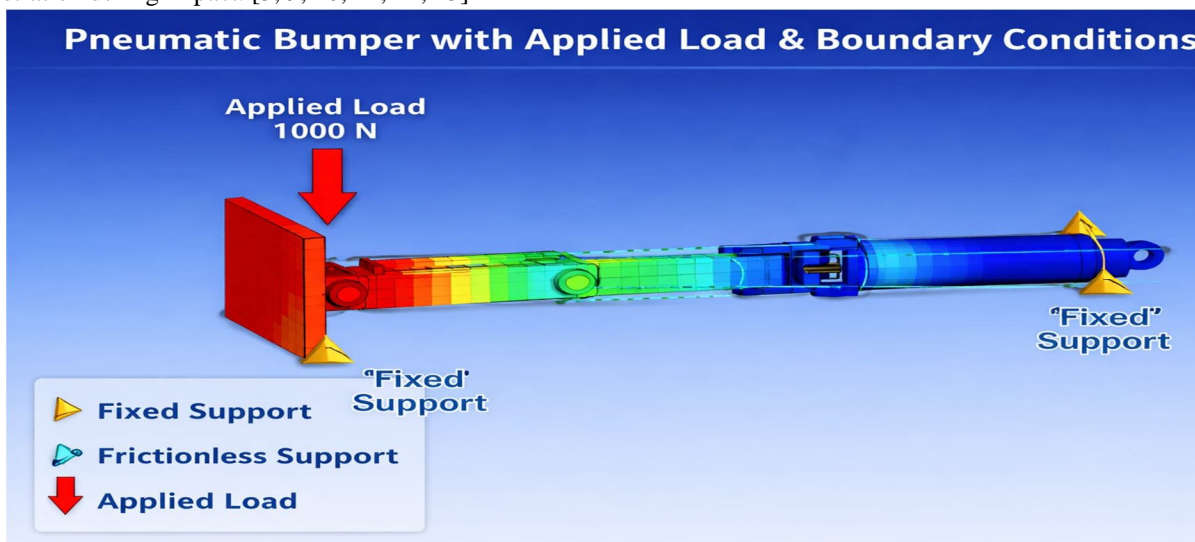 Pneumatic Bumper with Applied Load & Boundary Conditions
Applied Load
1000 N
"Fixed"
Support
"Fixed'
Support
Fixed Support
Frictionless Support
Applied Load